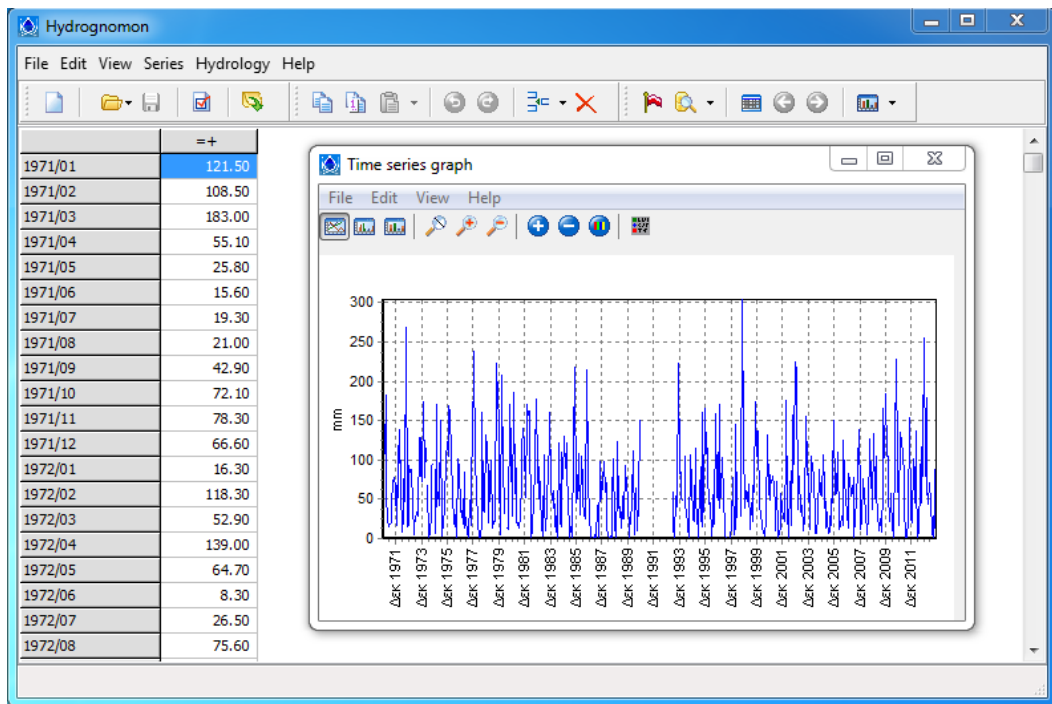 Hydrognomon
File Edit View Series Hydrology Help
=+
1971/01 121.50
1971/02 108.50
1971/03 183.00
1971/04 55.10
1971/05 25.80
1971/06 15.60
1971/07 19.30
1971/08 21.00
1971/09 42.90
1971/10 72.10
1971/11 78.30
1971/12 66.60
1972/01 16.30
1972/02 118.30
1972/03 52.90
1972/04 139.00
1972/05 64.70
1972/06 8.30
1972/07 26.50
1972/08 75.60
Time series graph
File Edit View Help
300
250
200
150
100
50
0
mm
Δεκ 1971
Δεκ 1973
Δεκ 1975
Δεκ 1977
Δεκ 1979
Δεκ 1981
Δεκ 1983
Δεκ 1985
Δεκ 1987
Δεκ 1989
Δεκ 1991
Δεκ 1993
Δεκ 1995
Δεκ 1997
Δεκ 1999
Δεκ 2001
Δεκ 2003
Δεκ 2005
Δεκ 2007
Δεκ 2009
Δεκ 2011